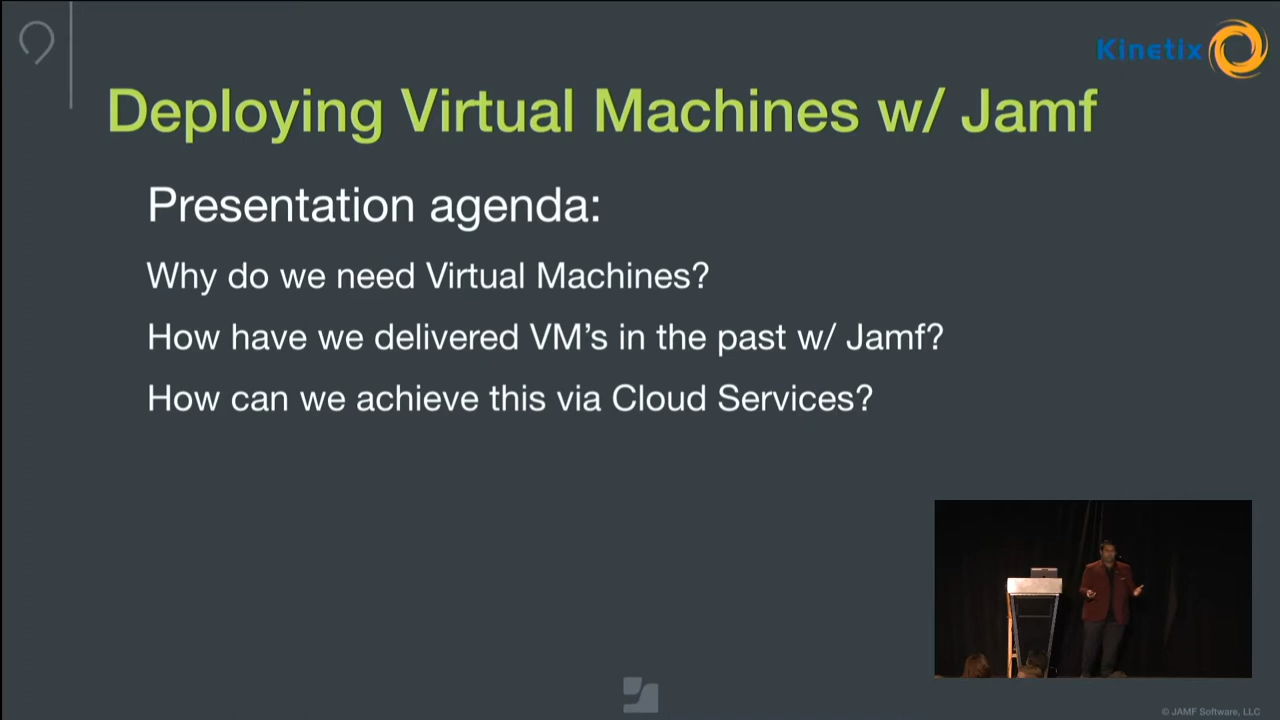 Kinetix
Deploying Virtual Machines w/ Jamf
Presentation agenda:
Why do we need Virtual Machines?
How have we delivered VM's in the past w/ Jamf?
How can we achieve this via Cloud Services?
© JAMF Software, LLC